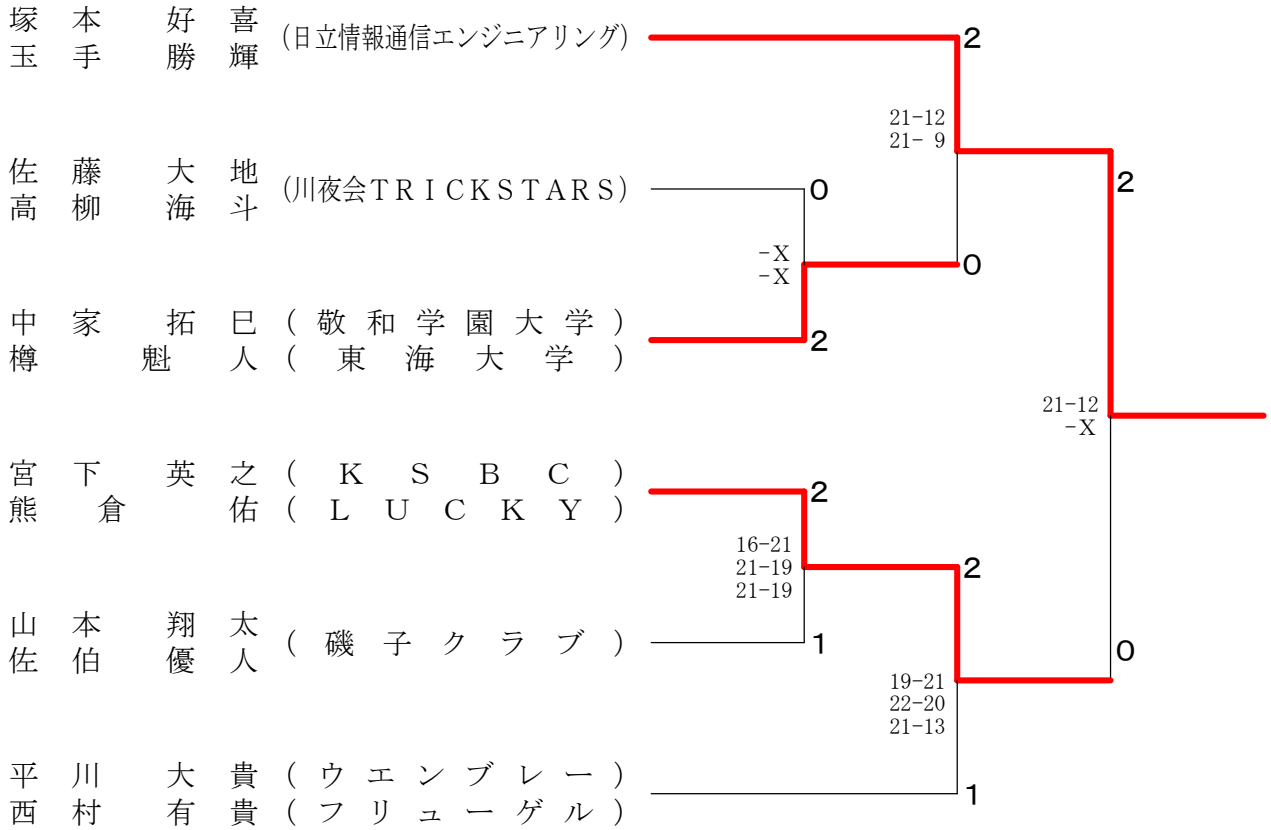 塚本 好喜 (日立情報通信エンジニアリング) 2
玉手 勝輝
21-12
21- 9
佐藤 大地 (川夜会TRICKSTARS) 0 2
高柳 海斗
-X
-X
0
中家 拓巳 (敬和学園大学) 2
樽 魁人 (東海大学)
21-12
-X
宮下 英之 (KSBC) 2
熊倉 佑 (LUCKY)
16-21
21-19
21-19
2
山本 翔太 (磯子クラブ) 1 0
佐伯 優人
19-21
22-20
21-13
平川 大貴 (ウエンブレー) 1
西村 有貴 (フリューゲル)